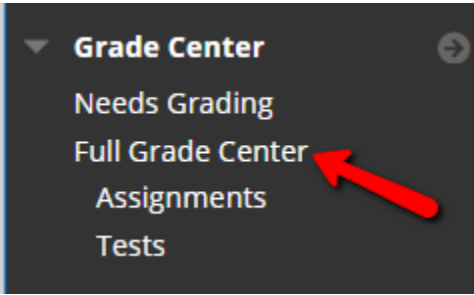 Grade Center
Needs Grading
Full Grade Center
Assignments
Tests